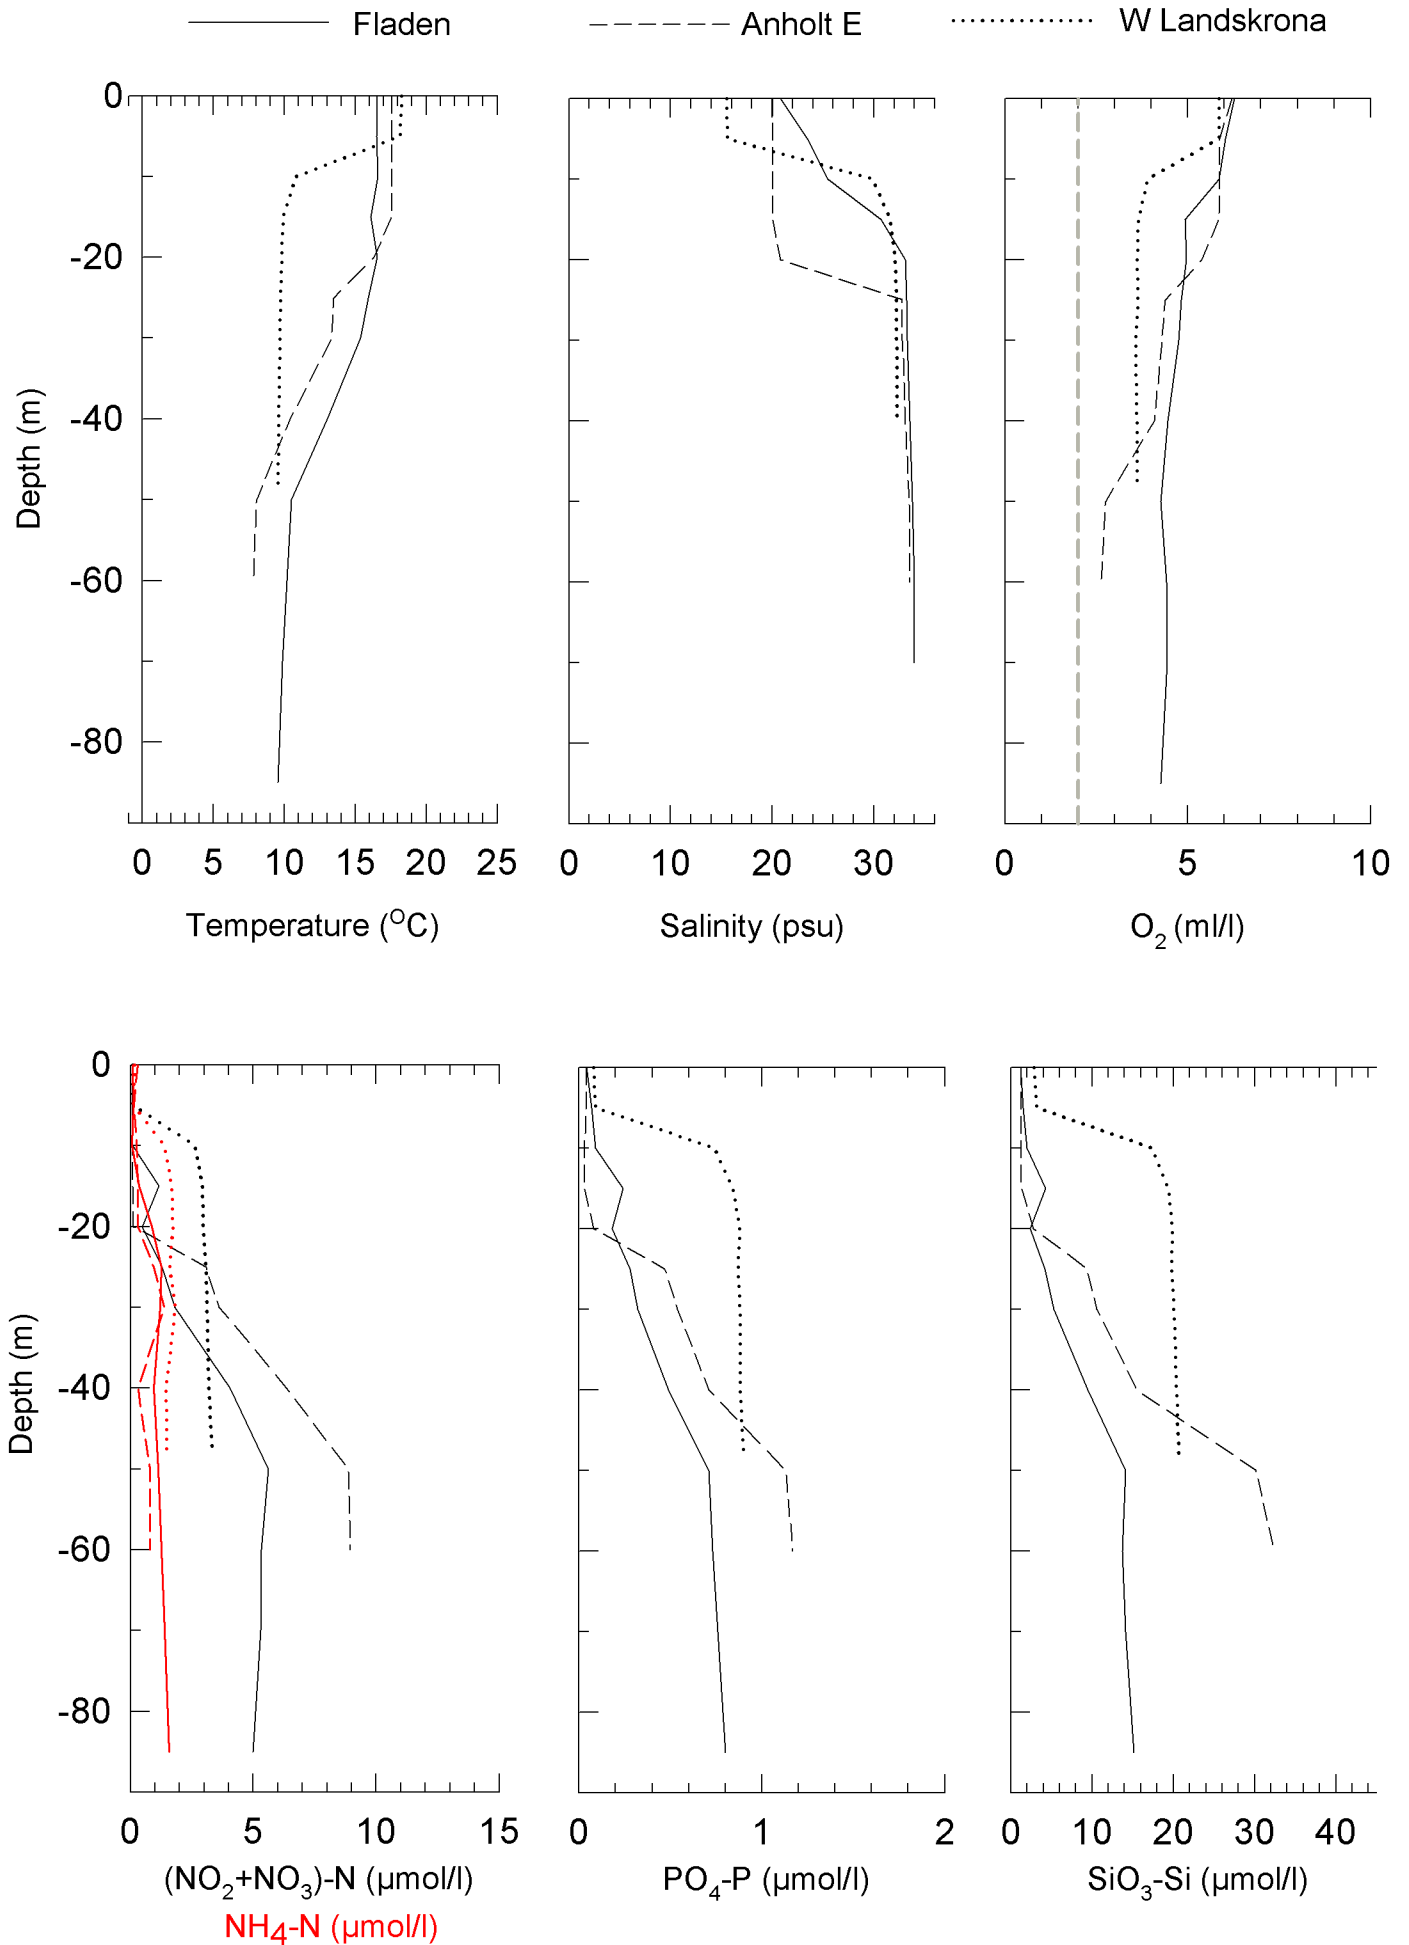 Fladen Anholt E W Landskrona
0
-20
-40
-60
-80
Depth (m)
0 5 10 15 20 25
0 10 20 30
0 5 10
Temperature (ᴼC)
Salinity (psu)
O₂ (ml/l)
0
-20
-40
-60
-80
Depth (m)
0 5 10 15
0 1 2
0 10 20 30 40
(NO₂+NO₃)-N (µmol/l)
PO₄-P (µmol/l)
SiO₃-Si (µmol/l)
NH4-N (µmol/l)